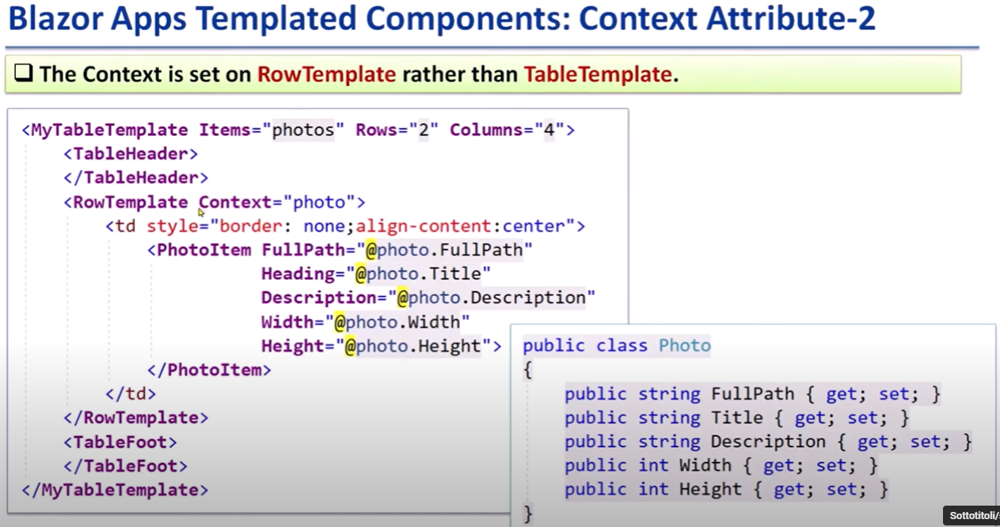 Blazor Apps Templated Components: Context Attribute-2
The Context is set on RowTemplate rather than TableTemplate.
<MyTableTemplate Items="photos" Rows="2" Columns="4">
<TableHeader>
</TableHeader>
<RowTemplate Context="photo">
<td style="border: none;align-content:center">
<PhotoItem FullPath="@photo.FullPath"
Heading="@photo.Title"
Description="@photo.Description"
Width="@photo.Width"
Height="@photo.Height">
</PhotoItem>
</td>
</RowTemplate>
<TableFoot>
</TableFoot>
</MyTableTemplate>
public class Photo
{
public string FullPath { get; set; }
public string Title { get; set; }
public string Description { get; set; }
public int Width { get; set; }
public int Height { get; set; }
}
Sottotitoli/